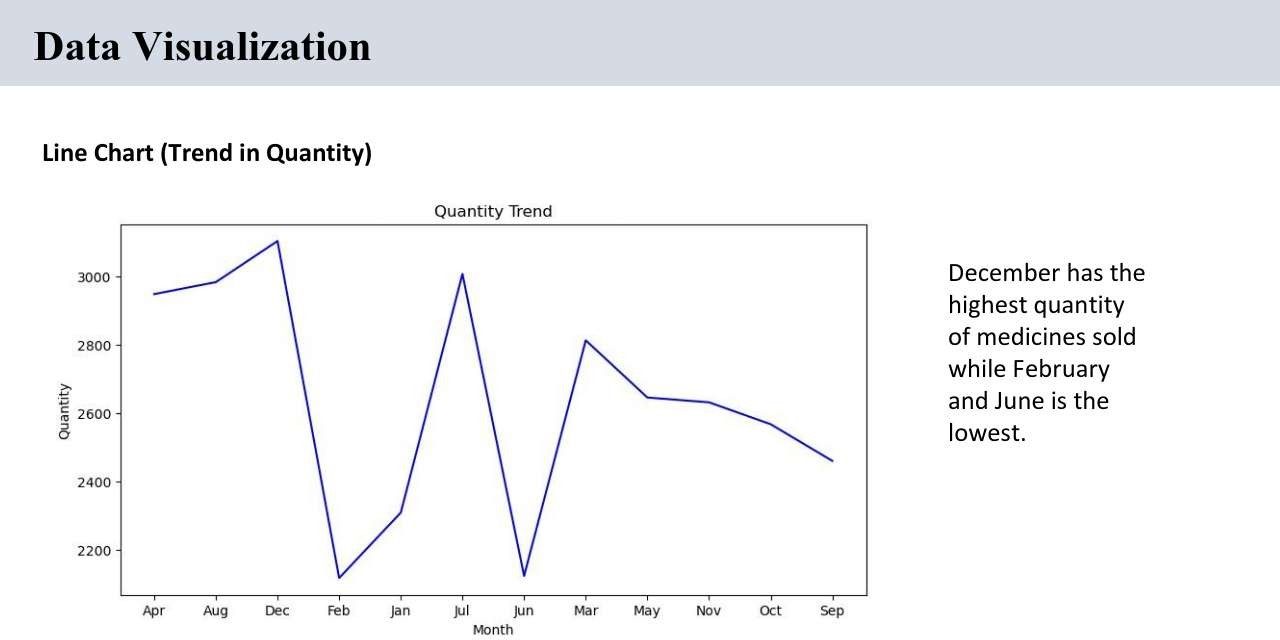 Data Visualization
Line Chart (Trend in Quantity)
Quantity Trend
3000
2800
2600
2400
2200
Quantity
Apr Aug Dec Feb Jan Jul Jun Mar May Nov Oct Sep
Month
December has the
highest quantity
of medicines sold
while February
and June is the
lowest.